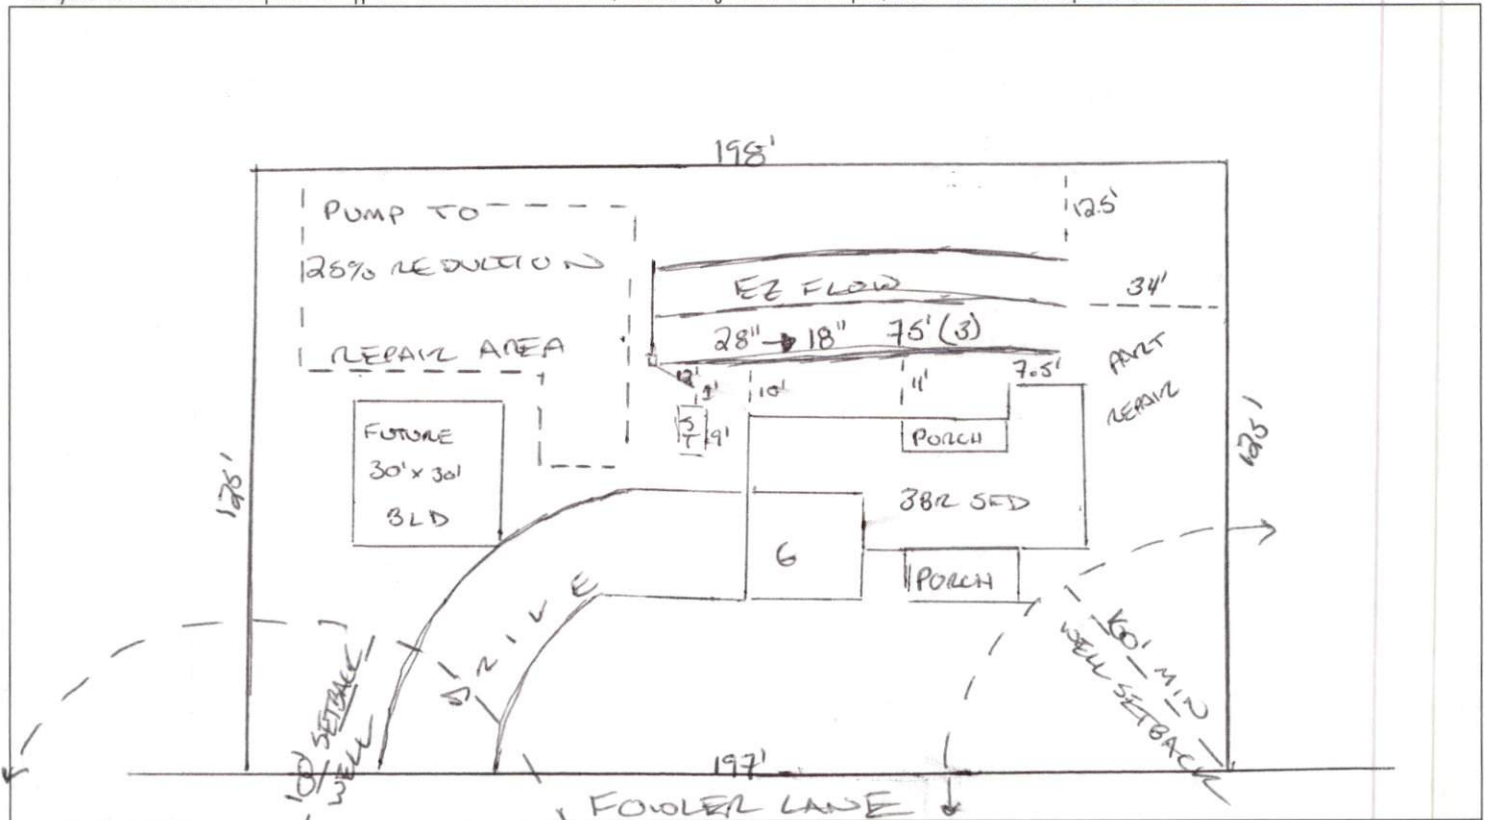 198'
PUMP TO
12.5'
25% REDUCTION
EZ FLOW
34'
28" → 18" 75' (3)
REPAIR AREA
PART
REPAIR
12'
9'
10'
11'
7.5'
ST
9'
PORCH
FUTURE
30' x 30'
BLD
125'
125'
3BR SFD
G
PORCH
DRIVE
100' SETBACK
WELL
100' MIN
WELL SETBACK
197'
FOWLER LANE